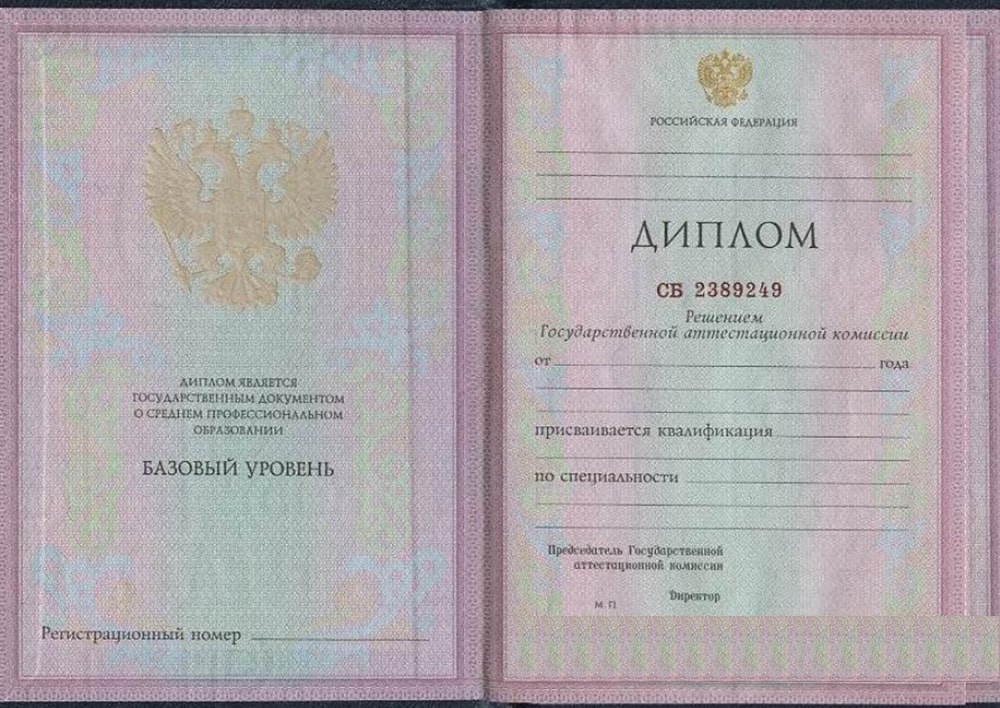 ДИПЛОМ ЯВЛЯЕТСЯ
ГОСУДАРСТВЕННЫМ ДОКУМЕНТОМ
О СРЕДНЕМ ПРОФЕССИОНАЛЬНОМ
ОБРАЗОВАНИИ
БАЗОВЫЙ УРОВЕНЬ
Регистрационный номер
РОССИЙСКАЯ ФЕДЕРАЦИЯ
ДИПЛОМ
СБ 2389249
Решением
Государственной аттестационной комиссии
от года
присваивается квалификация
по специальности
Председатель Государственной
аттестационной комиссии
Директор
М П